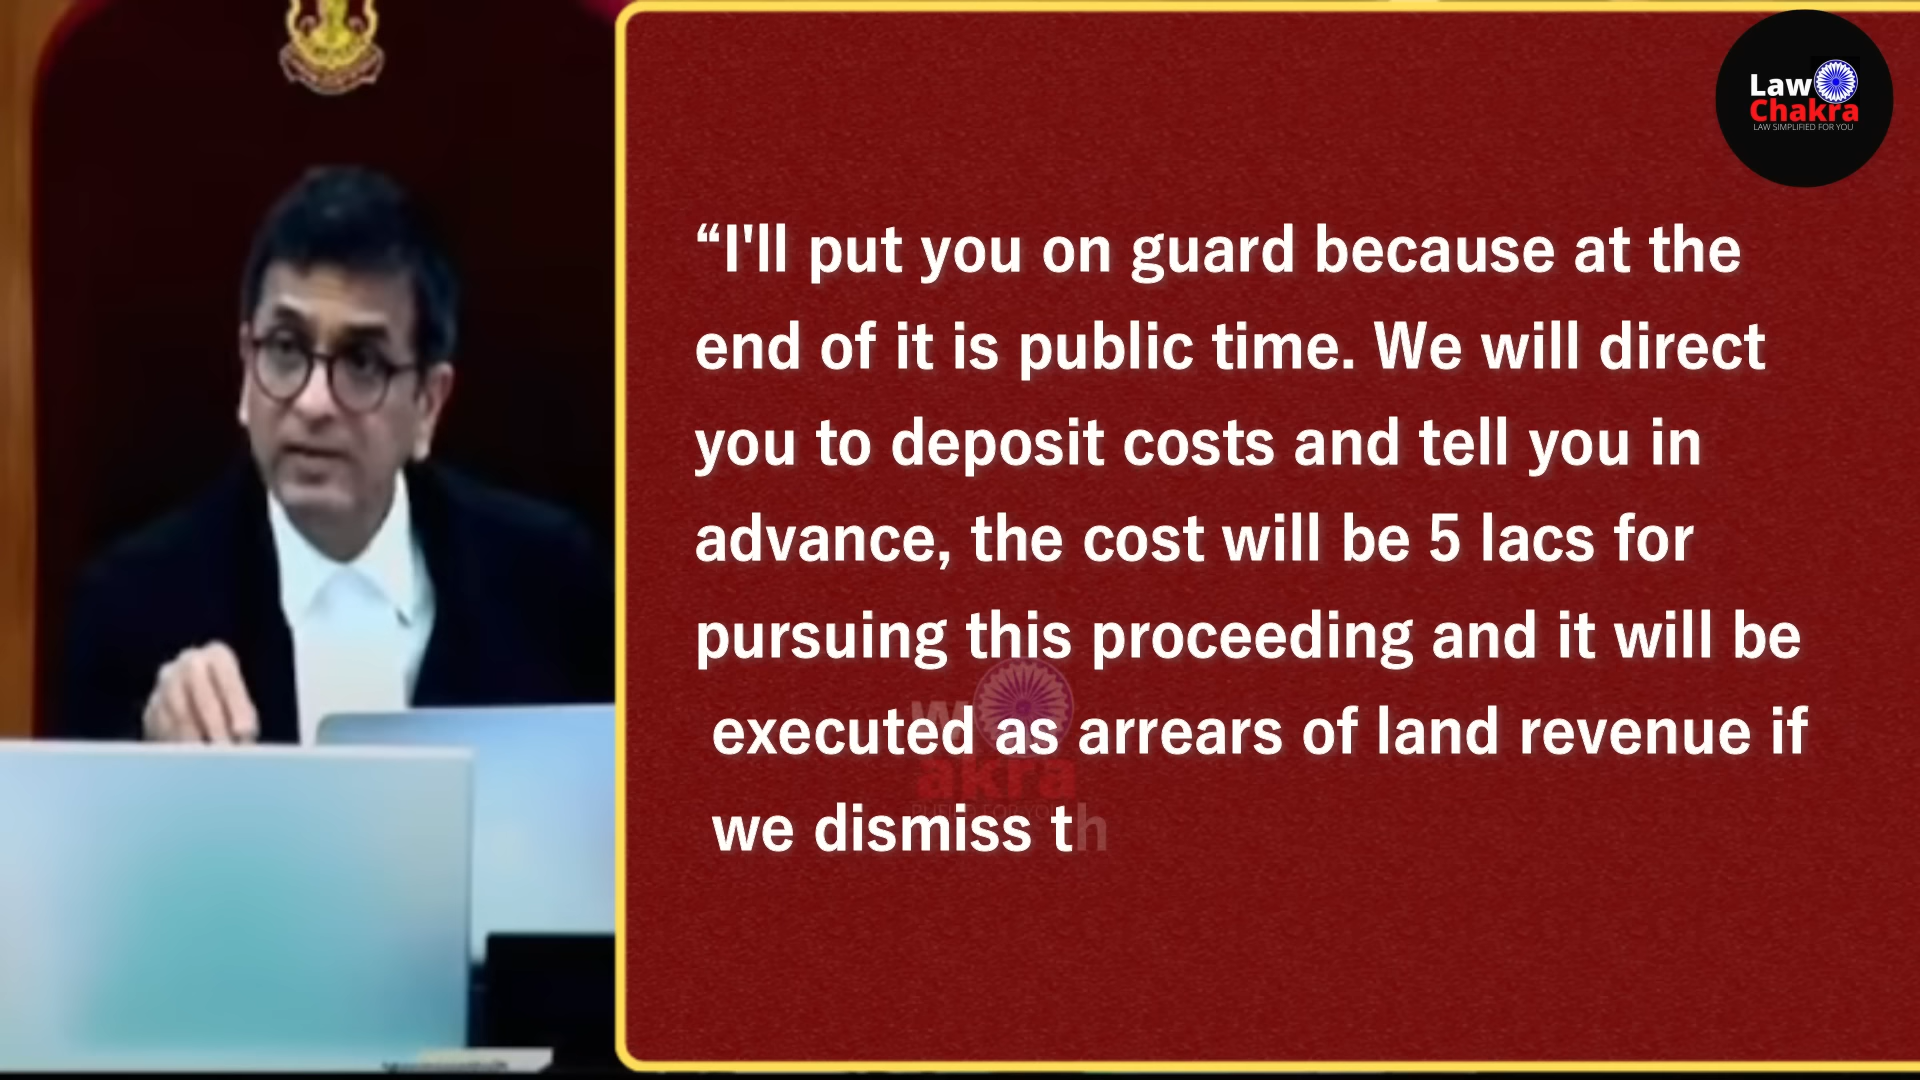 Law
Chakra
LAW SIMPLIFIED FOR YOU
“I'll put you on guard because at the
end of it is public time. We will direct
you to deposit costs and tell you in
advance, the cost will be 5 lacs for
pursuing this proceeding and it will be
executed as arrears of land revenue if
we dismiss th